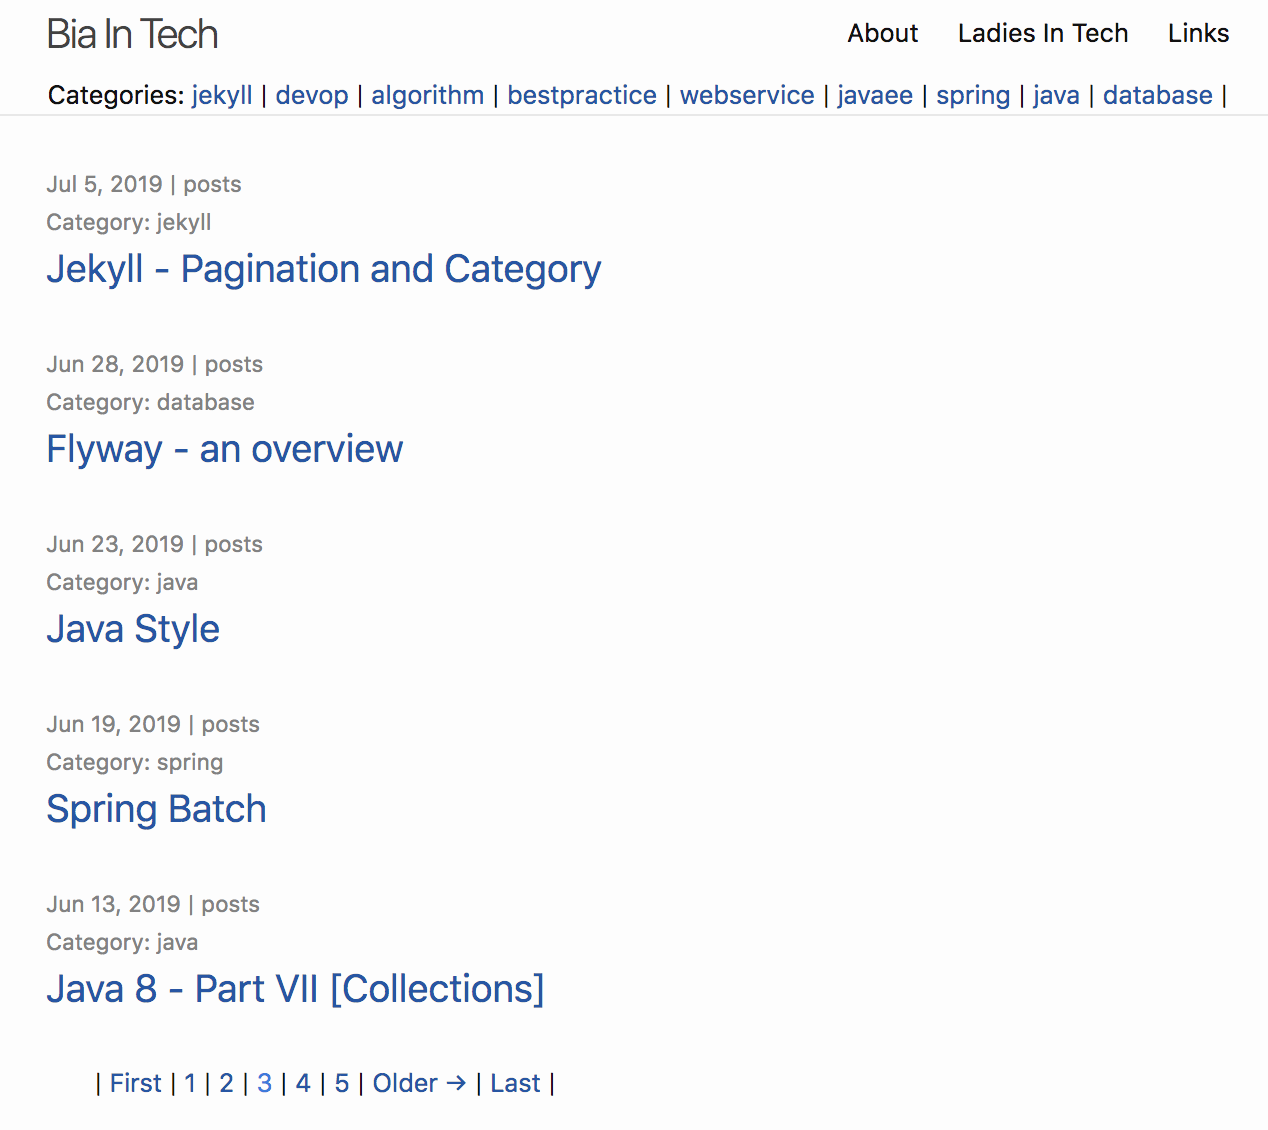 Bia In Tech About Ladies In Tech Links
Categories: jekyll | devop | algorithm | bestpractice | webservice | javaee | spring | java | database |
Jul 5, 2019 | posts
Category: jekyll
Jekyll - Pagination and Category
Jun 28, 2019 | posts
Category: database
Flyway - an overview
Jun 23, 2019 | posts
Category: java
Java Style
Jun 19, 2019 | posts
Category: spring
Spring Batch
Jun 13, 2019 | posts
Category: java
Java 8 - Part VII [Collections]
| First | 1 | 2 | 3 | 4 | 5 | Older → | Last |